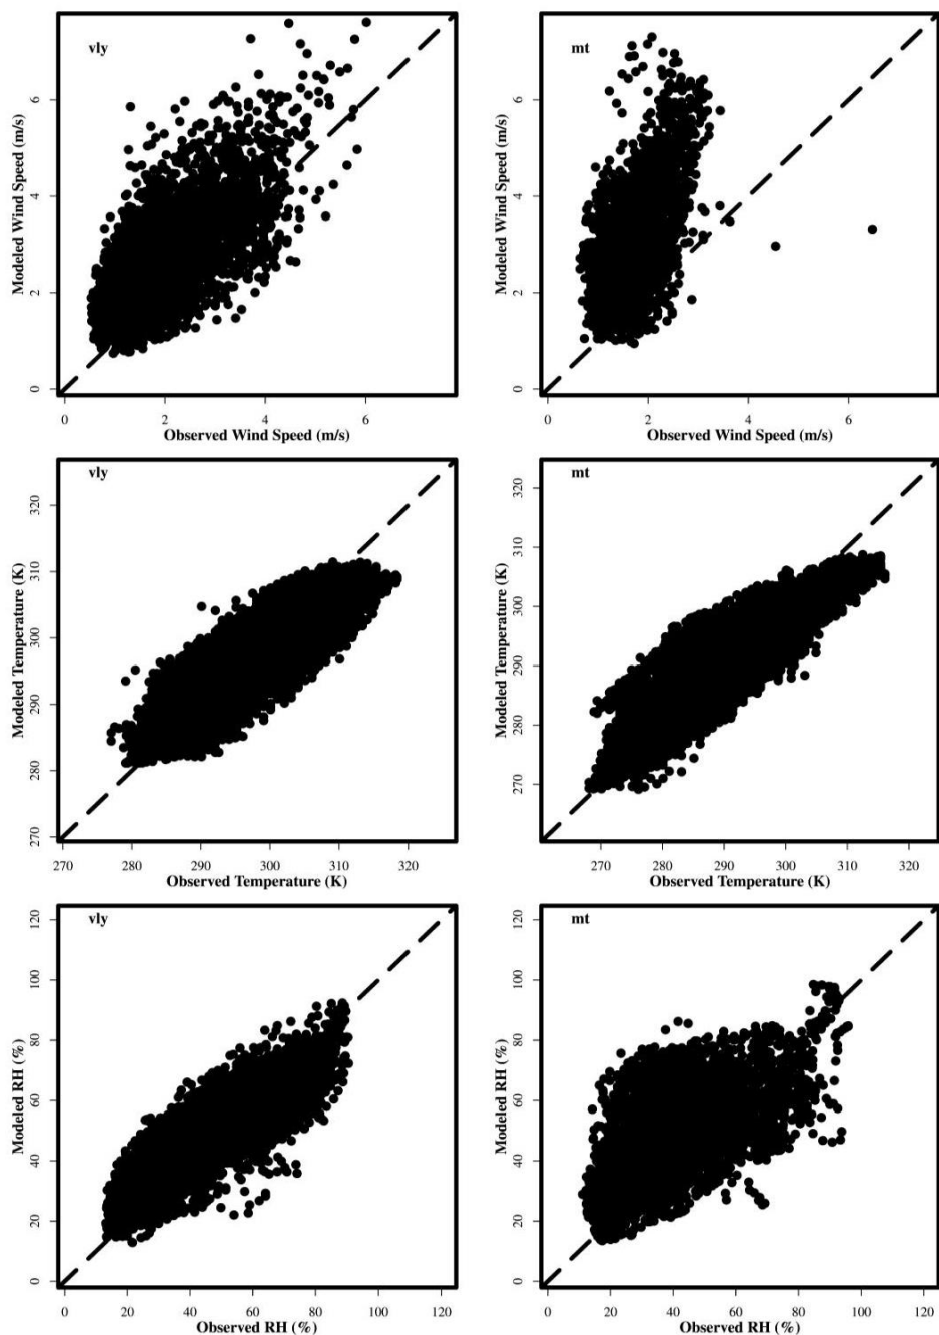 vly
Modeled Wind Speed (m/s)
0 2 4 6
0 2 4 6
Observed Wind Speed (m/s)
mt
Modeled Wind Speed (m/s)
0 2 4 6
0 2 4 6
Observed Wind Speed (m/s)
vly
Modeled Temperature (K)
270 280 290 300 310 320
270 280 290 300 310 320
Observed Temperature (K)
mt
Modeled Temperature (K)
270 280 290 300 310 320
270 280 290 300 310 320
Observed Temperature (K)
vly
Modeled RH (%)
0 20 40 60 80 100 120
0 20 40 60 80 100 120
Observed RH (%)
mt
Modeled RH (%)
0 20 40 60 80 100 120
0 20 40 60 80 100 120
Observed RH (%)